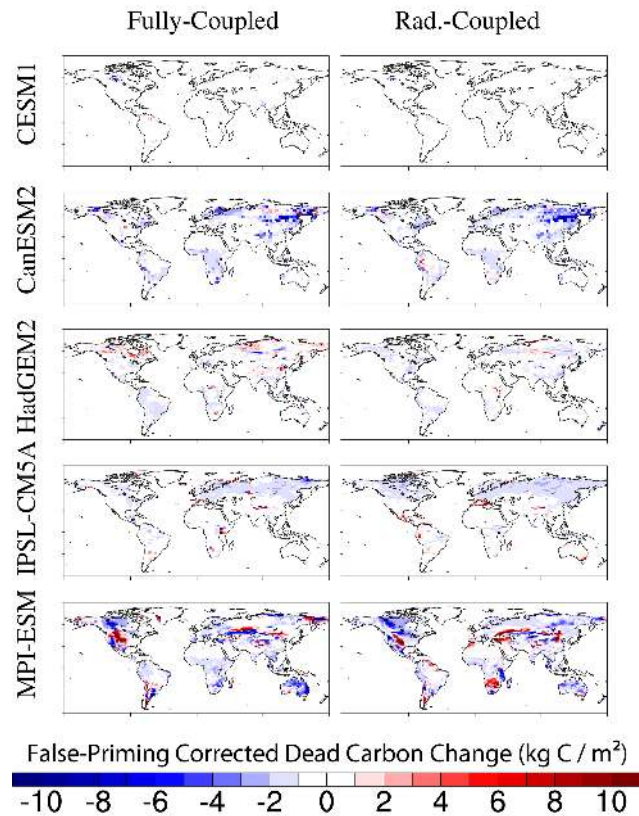 Fully-Coupled Rad.-Coupled
CESM1
CanESM2
HadGEM2
IPSL-CM5A
MPI-ESM
False-Priming Corrected Dead Carbon Change (kg C / m²)
-10 -8 -6 -4 -2 0 2 4 6 8 10